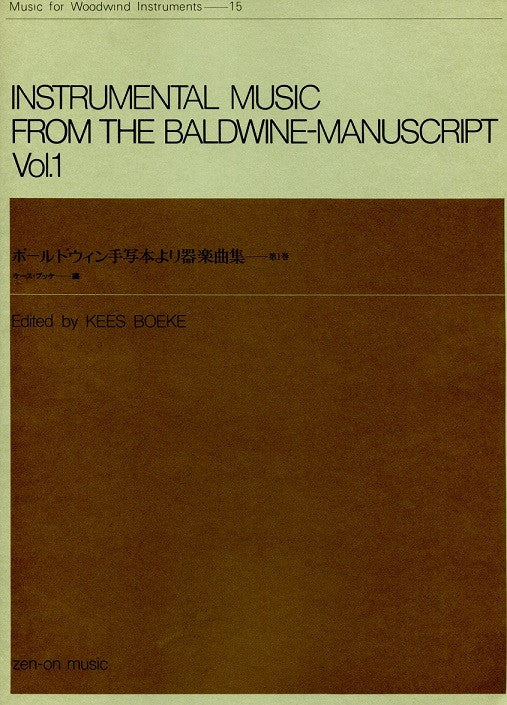 Music for Woodwind Instruments——15
INSTRUMENTAL MUSIC
FROM THE BALDWINE-MANUSCRIPT
Vol.1
ボールドウィン手写本より器楽曲集——第1巻
ケース・ブッケ——編
Edited by KEES BOEKE
zen-on music